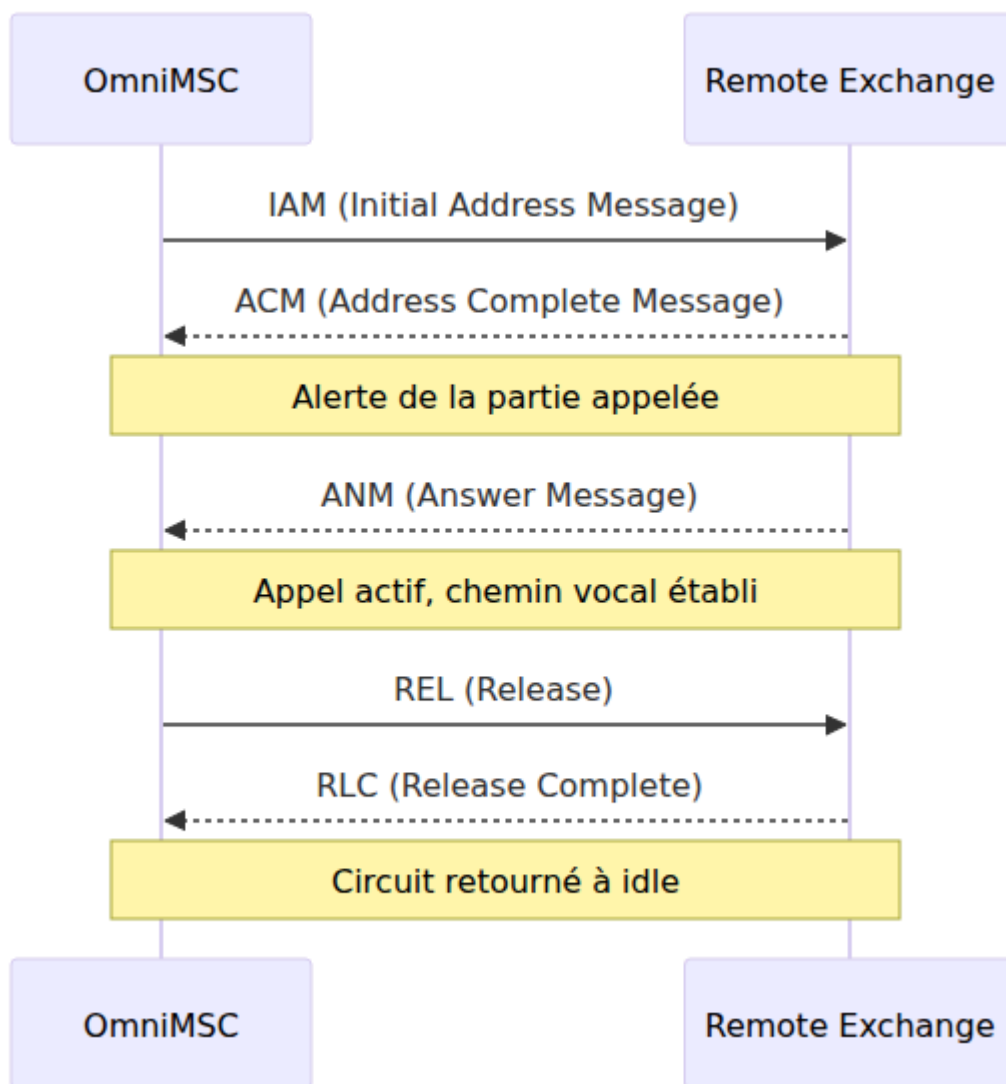 OmniMSC
Remote Exchange
IAM (Initial Address Message)
ACM (Address Complete Message)
Alerte de la partie appelée
ANM (Answer Message)
Appel actif, chemin vocal établi
REL (Release)
RLC (Release Complete)
Circuit retourné à idle
OmniMSC
Remote Exchange